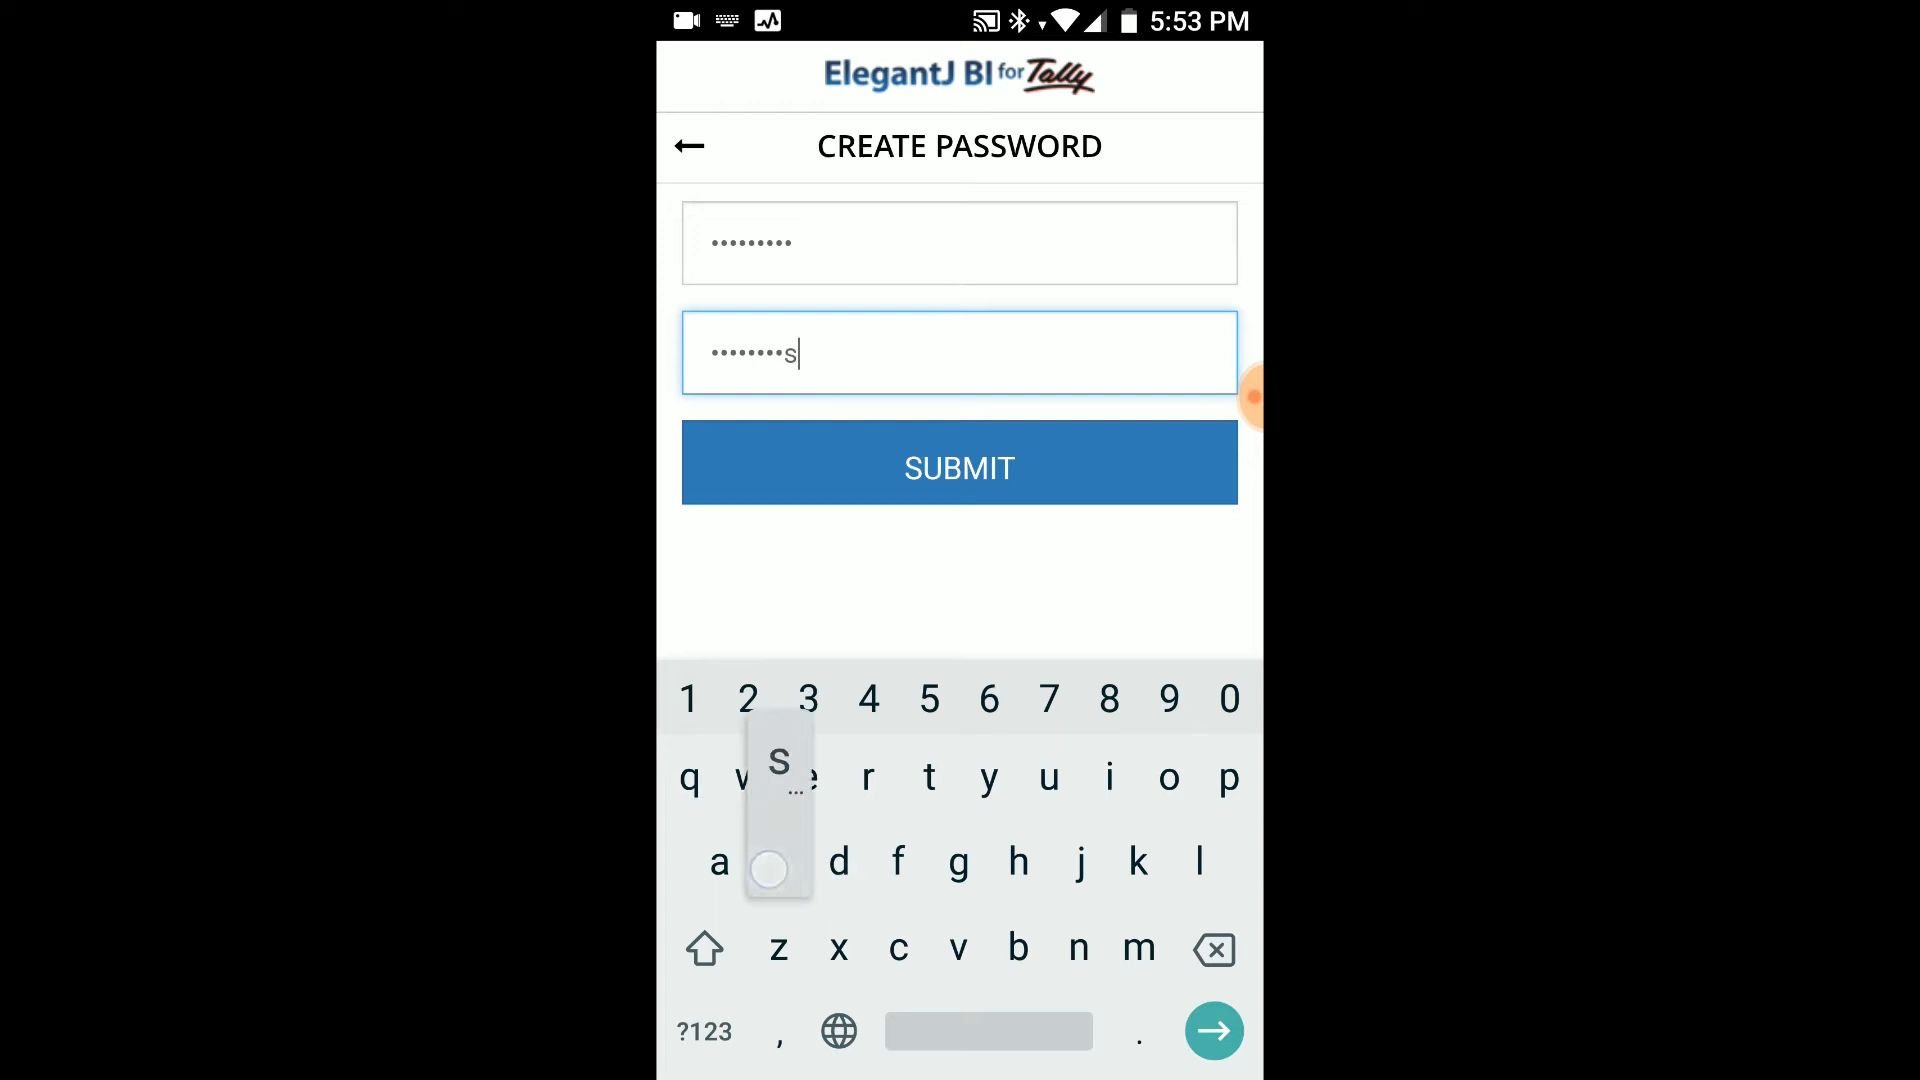 5:53 PM
ElegantJ BI for Tally
CREATE PASSWORD
•••••••••
••••••••s
SUBMIT
1 2 3 4 5 6 7 8 9 0
q w e r t y u i o p
s
...
a d f g h j k l
z x c v b n m
?123 , .